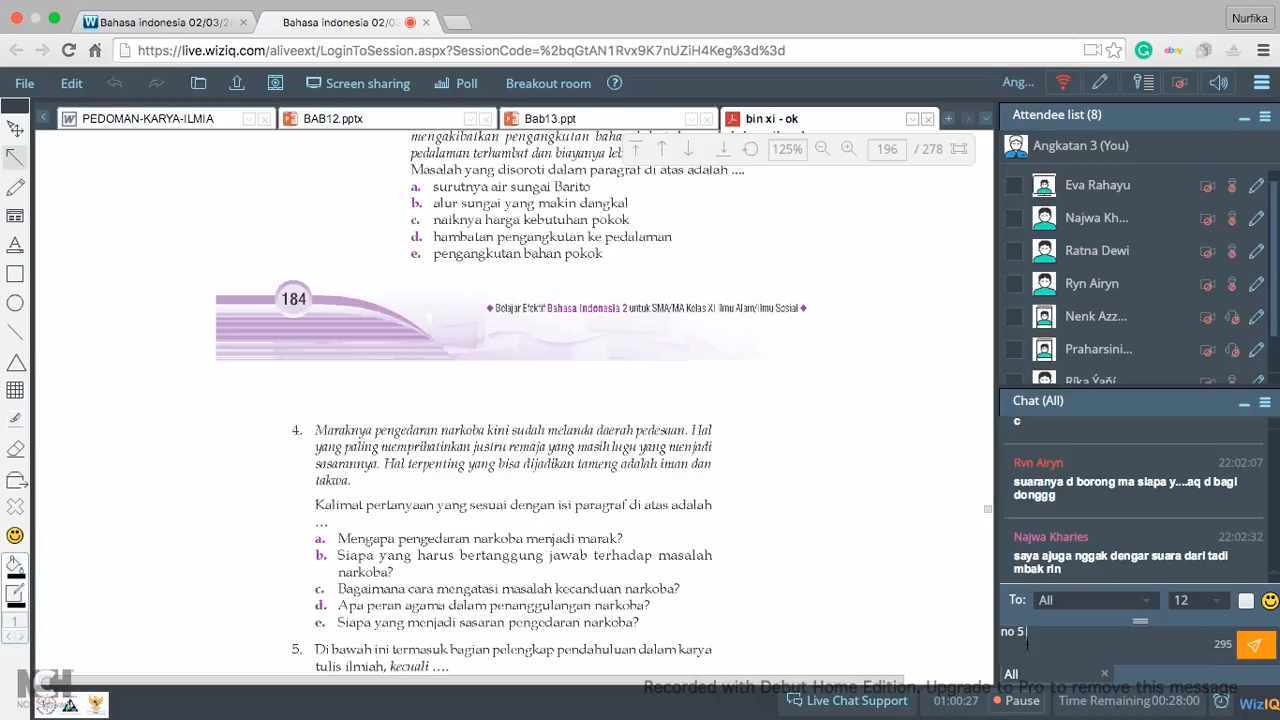 Bahasa indonesia 02/03/2
Bahasa indonesia 02/03
Nurfika
https://live.wiziq.com/aliveext/LoginToSession.aspx?SessionCode=%2bqGtAN1Rvx9K7nUZiH4Keg%3d%3d
File Edit Screen sharing Poll Breakout room Ang...
PEDOMAN-KARYA-ILMIA BAB12.pptx Bab13.ppt bin xi - ok
125% 196 / 278
pedalaman terhambat dan biayanya
Masalah yang disoroti dalam paragraf di atas adalah ....
a. surutnya air sungai Barito
b. alur sungai yang makin dangkal
c. naiknya harga kebutuhan pokok
d. hambatan pengangkutan ke pedalaman
e. pengangkutan bahan pokok
184
Belajar Efektif Bahasa Indonesia 2 untuk SMA/MA Kelas XI Ilmu Alam/Ilmu Sosial
4. Maraknya pengedaran narkoba kini sudah melanda daerah pedesaan. Hal
yang paling memprihatinkan justru remaja yang masih lugu yang menjadi
sasarannya. Hal terpenting yang bisa dijadikan tameng adalah iman dan
takwa.
Kalimat pertanyaan yang sesuai dengan isi paragraf di atas adalah
...
a. Mengapa pengedaran narkoba menjadi marak?
b. Siapa yang harus bertanggung jawab terhadap masalah
narkoba?
c. Bagaimana cara mengatasi masalah kecanduan narkoba?
d. Apa peran agama dalam penanggulangan narkoba?
e. Siapa yang menjadi sasaran pengedaran narkoba?
5. Di bawah ini termasuk bagian pelengkap pendahuluan dalam karya
tulis ilmiah, kecuali ....
Attendee list (8)
Angkatan 3 (You)
Eva Rahayu
Najwa Kh...
Ratna Dewi
Ryn Airyn
Nenk Azz...
Praharsini...
Rika Ýaŝí
Chat (All)
c
Rvn Airyn 22:02:07
suaranya d borong ma siapa y....aq d bagi
donggg
Najwa Kharies 22:02:32
saya ajuga nggak dengar suara dari tadi
mbak rin
To: All 12
no 5
295
All
Recorded with Debut Home Edition. Upgrade to Pro to remove this message
NCH
Live Chat Support 01:00:27 Pause Time Remaining 00:28:00 WizIQ
1